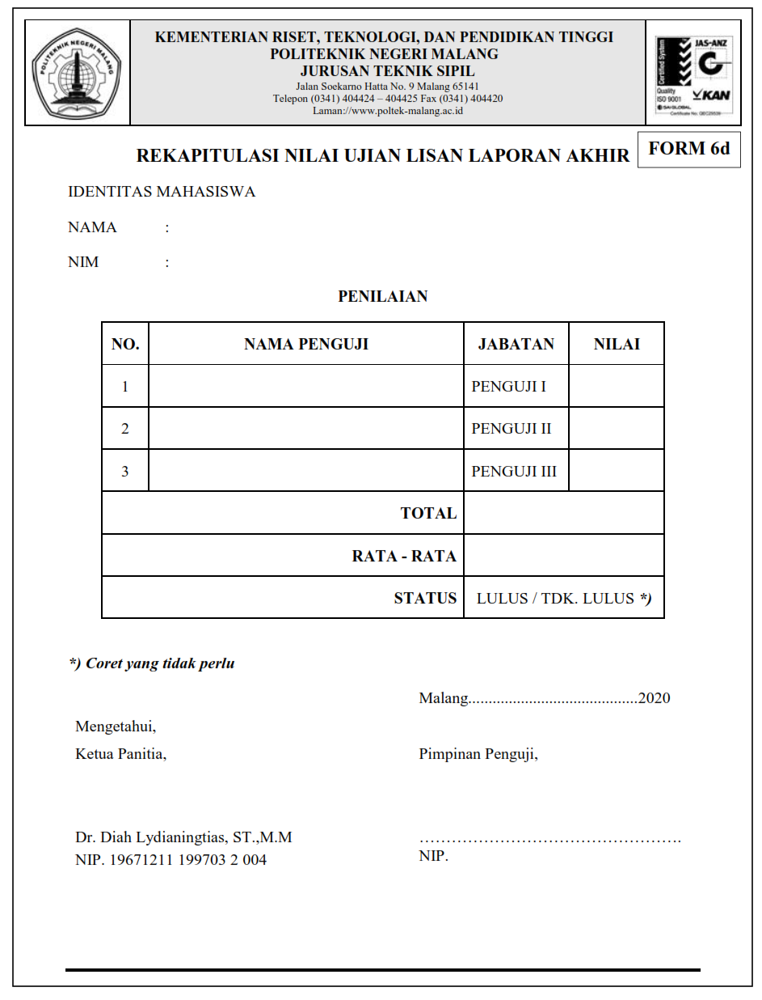 POLITEKNIK NEGERI MALANG
KEMENTERIAN RISET, TEKNOLOGI, DAN PENDIDIKAN TINGGI
POLITEKNIK NEGERI MALANG
JURUSAN TEKNIK SIPIL
Jalan Soekarno Hatta No. 9 Malang 65141
Telepon (0341) 404424 – 404425 Fax (0341) 404420
Laman://www.poltek-malang.ac.id
Certified System
JAS-ANZ
Quality
ISO 9001
KAN
SAI GLOBAL
REKAPITULASI NILAI UJIAN LISAN LAPORAN AKHIR
FORM 6d
IDENTITAS MAHASISWA
NAMA :
NIM :
PENILAIAN
NO. NAMA PENGUJI JABATAN NILAI
1 PENGUJI I
2 PENGUJI II
3 PENGUJI III
TOTAL
RATA - RATA
STATUS LULUS / TDK. LULUS *)
*) Coret yang tidak perlu
Malang..........................................2020
Mengetahui,
Ketua Panitia, Pimpinan Penguji,
Dr. Diah Lydianingtias, ST.,M.M ………………………………………….
NIP. 19671211 199703 2 004 NIP.